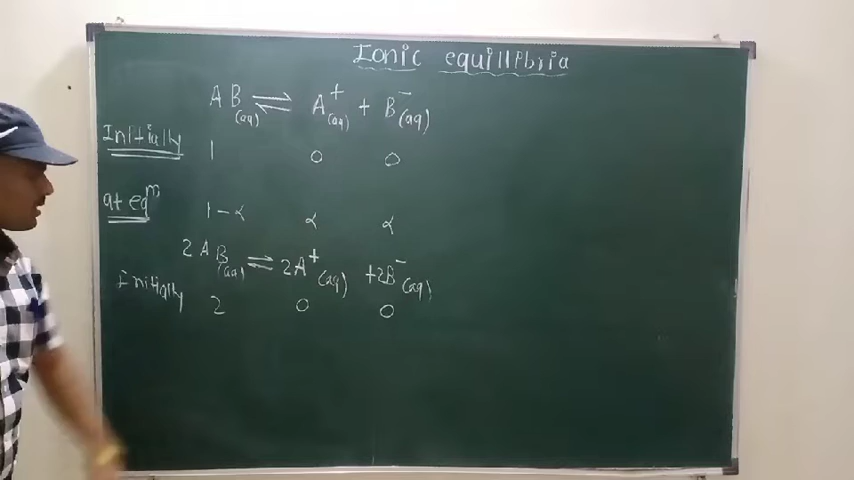 Ionic equilibria
AB(aq) ⇌ A⁺(aq) + B⁻(aq)
Initially 1 0 0
at eqᵐ 1-α α α
2AB(aq) ⇌ 2A⁺(aq) + 2B⁻(aq)
Initially 2 0 0